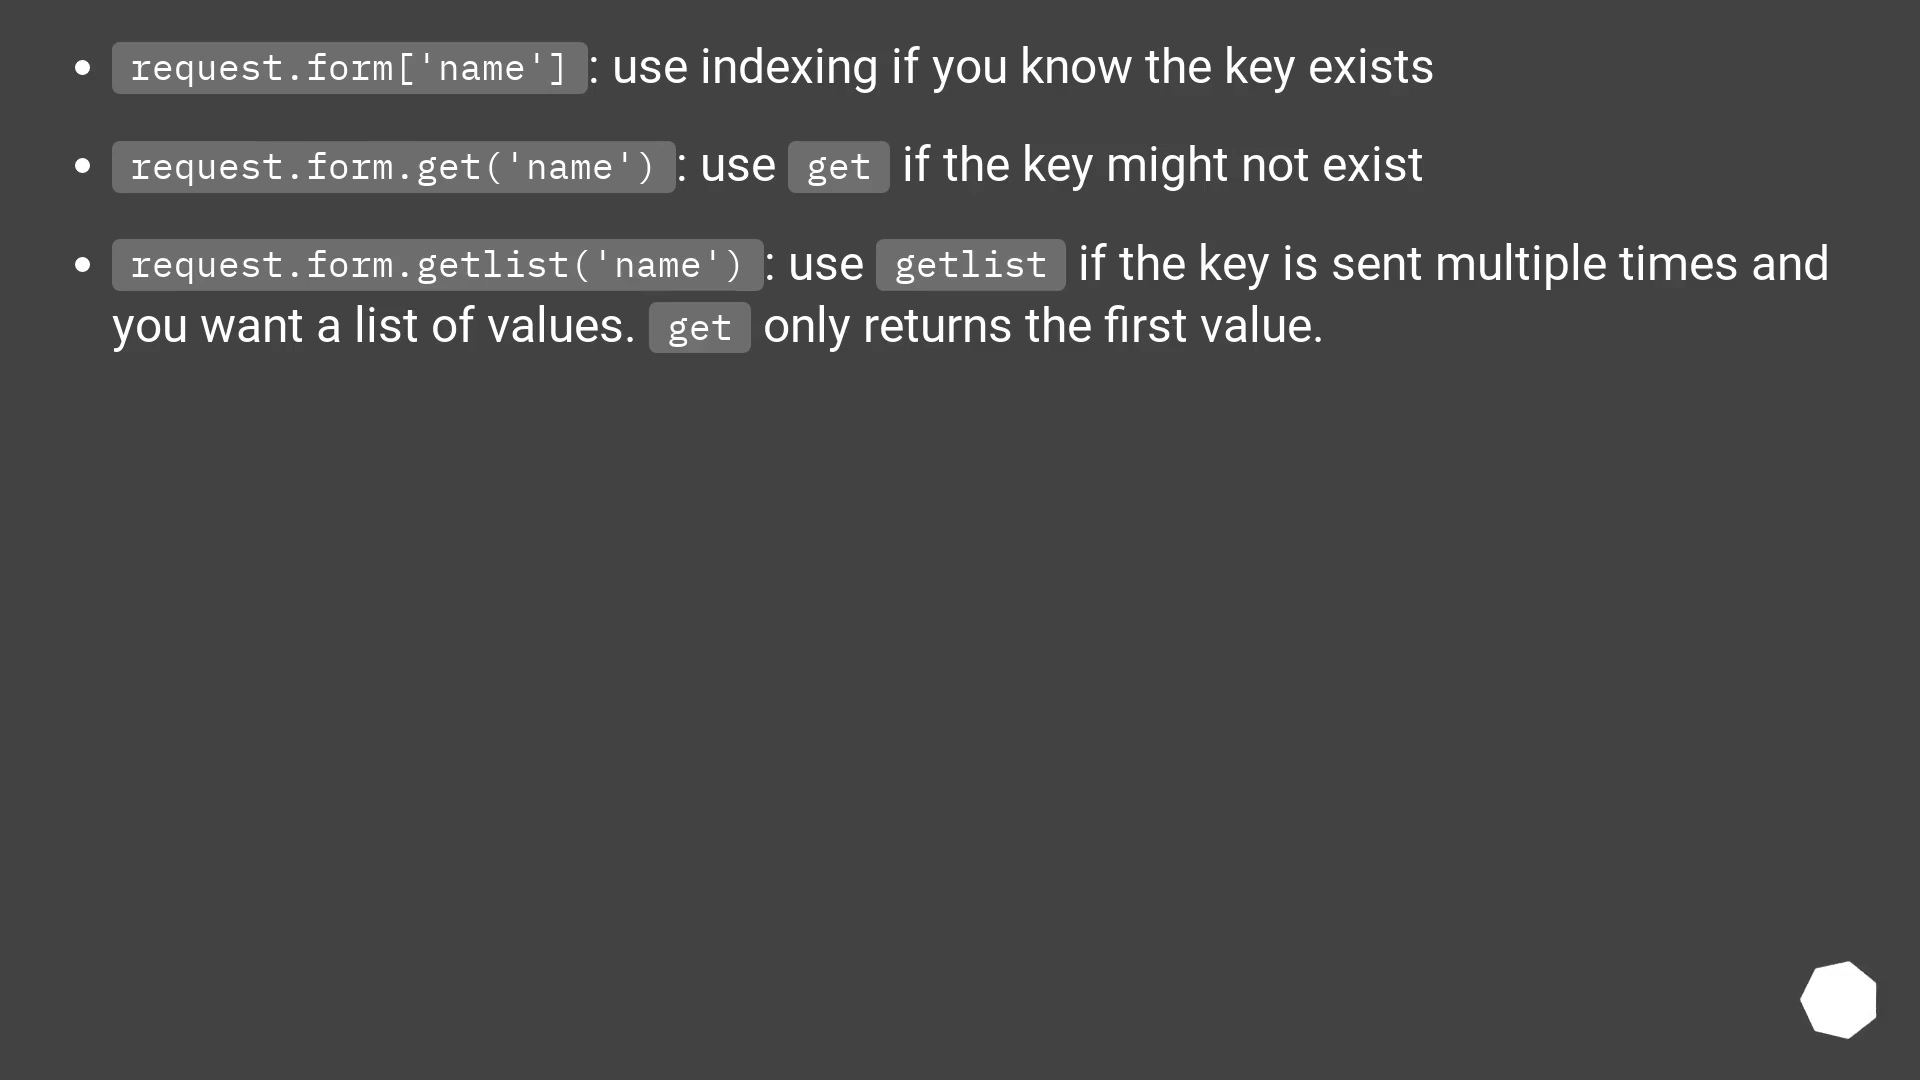 • request.form['name'] : use indexing if you know the key exists
• request.form.get('name') : use get if the key might not exist
• request.form.getlist('name') : use getlist if the key is sent multiple times and
you want a list of values. get only returns the first value.